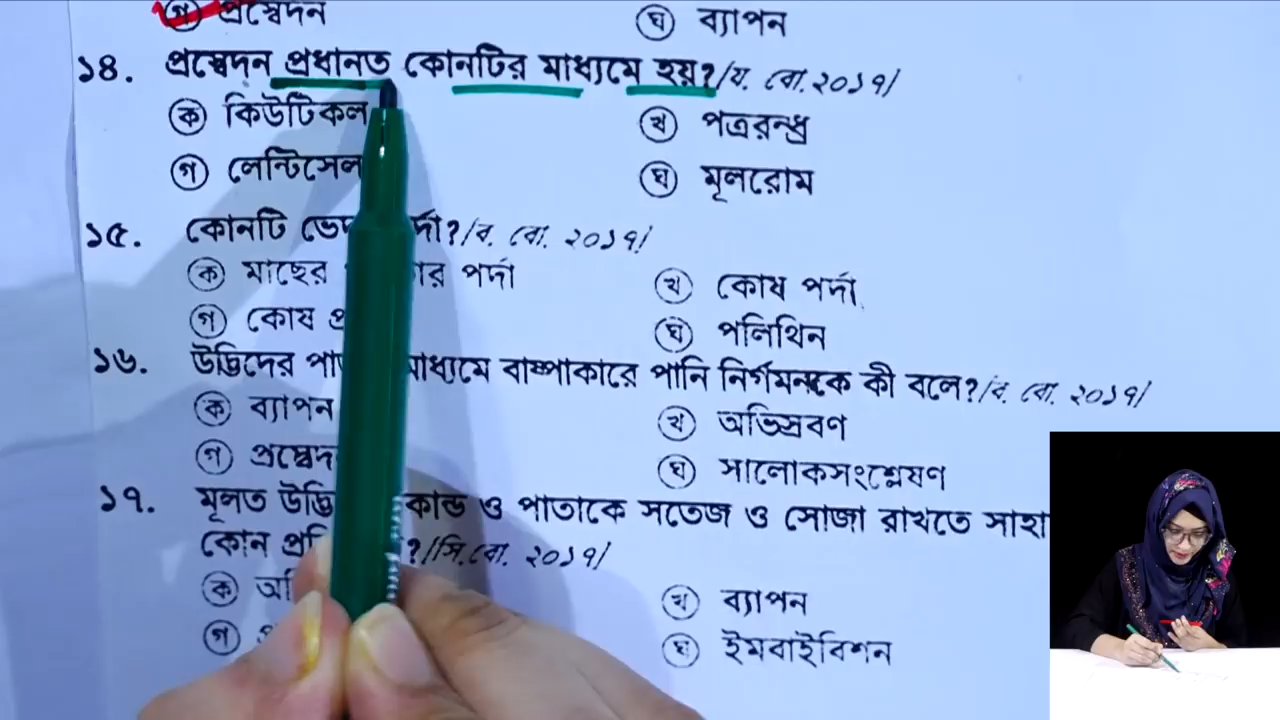 গ প্রস্বেদন ঘ ব্যাপন
১৪. প্রস্বেদন প্রধানত কোনটির মাধ্যমে হয়? /য. বো. ২০১৭/
ক কিউটিকল খ পত্ররন্ধ্র
গ লেন্টিসেল ঘ মূলরোম
১৫. কোনটি পর্দা? /ব. বো. ২০১৭/
ক মাছের পর্দা খ কোষ পর্দা
গ কোষ ঘ পলিথিন
১৬. উদ্ভিদের মাধ্যমে বাষ্পাকারে পানি নির্গমনকে কী বলে? /ব. বো. ২০১৭/
ক ব্যাপন খ অভিস্রবণ
গ প্রস্বেদ ঘ সালোকসংশ্লেষণ
১৭. মূলত কান্ড ও পাতাকে সতেজ ও সোজা রাখতে সাহা
কোন ? /সি. বো. ২০১৭/
ক খ ব্যাপন
গ ঘ ইমবাইবিশন